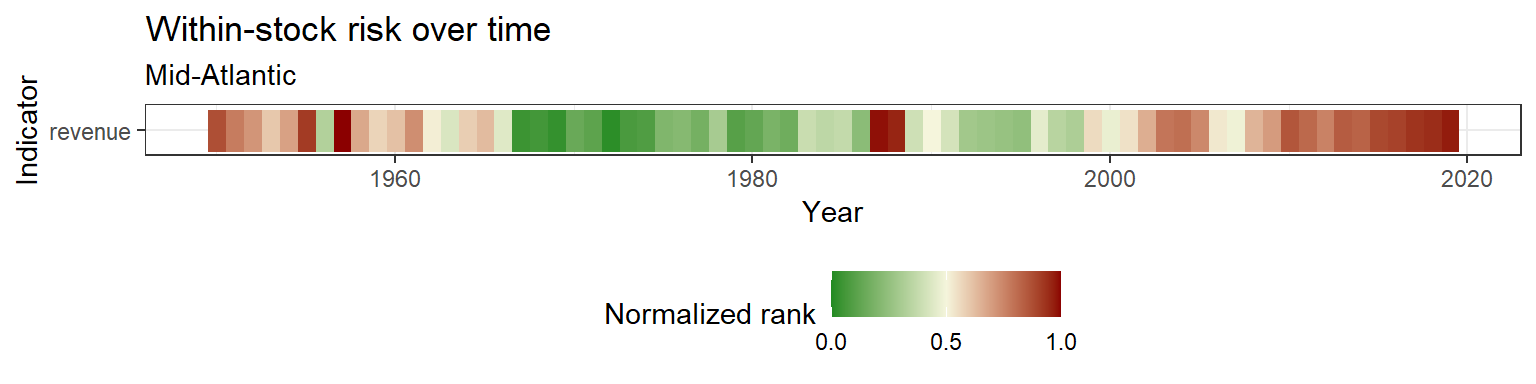 Within-stock risk over time
Mid-Atlantic
Indicator
revenue
1960 1980 2000 2020
Year
Normalized rank
0.0 0.5 1.0